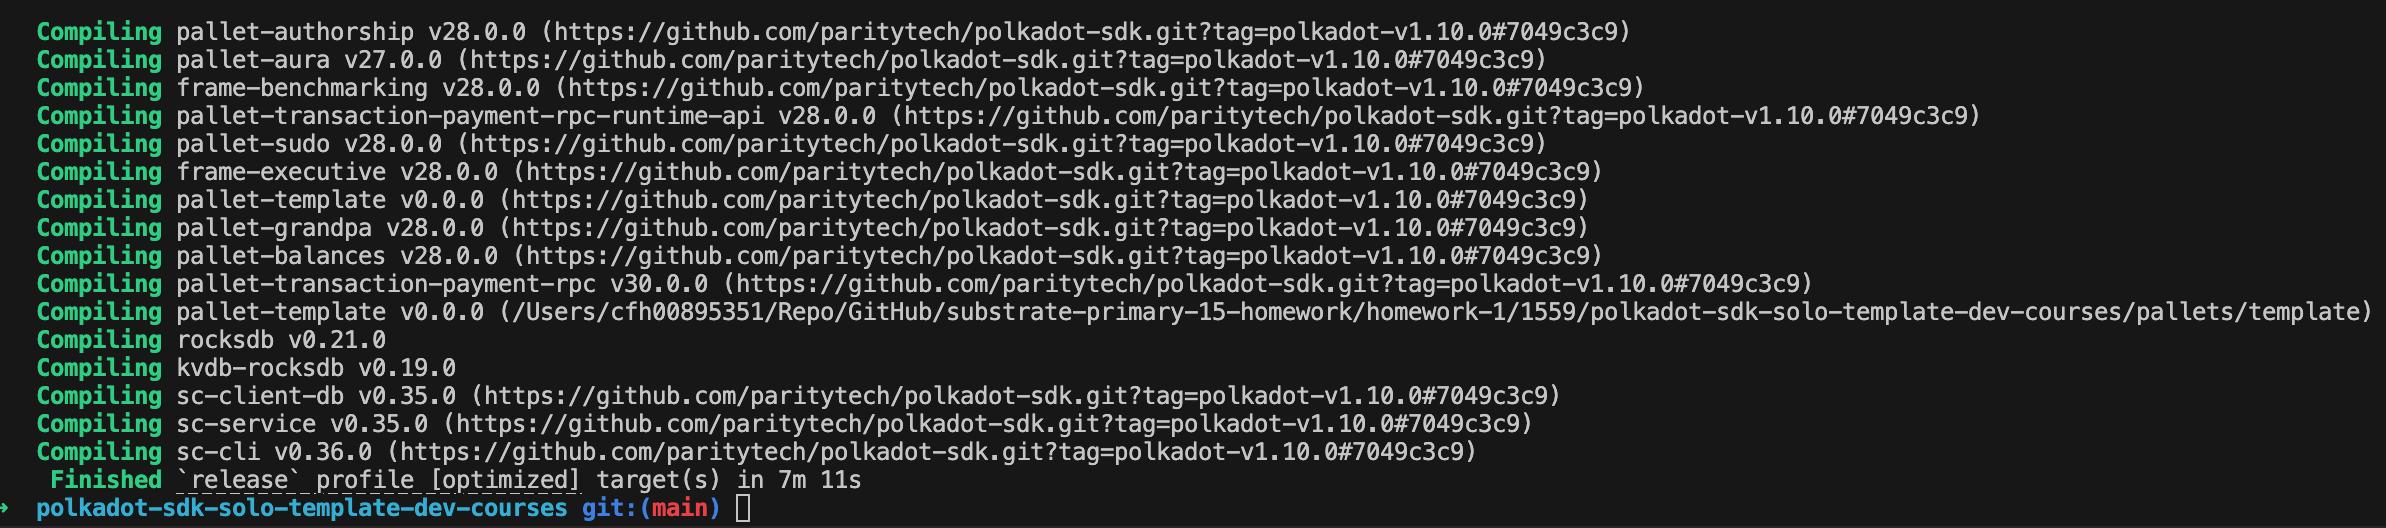 Compiling pallet-authorship v28.0.0 (https://github.com/paritytech/polkadot-sdk.git?tag=polkadot-v1.10.0#7049c3c9)
Compiling pallet-aura v27.0.0 (https://github.com/paritytech/polkadot-sdk.git?tag=polkadot-v1.10.0#7049c3c9)
Compiling frame-benchmarking v28.0.0 (https://github.com/paritytech/polkadot-sdk.git?tag=polkadot-v1.10.0#7049c3c9)
Compiling pallet-transaction-payment-rpc-runtime-api v28.0.0 (https://github.com/paritytech/polkadot-sdk.git?tag=polkadot-v1.10.0#7049c3c9)
Compiling pallet-sudo v28.0.0 (https://github.com/paritytech/polkadot-sdk.git?tag=polkadot-v1.10.0#7049c3c9)
Compiling frame-executive v28.0.0 (https://github.com/paritytech/polkadot-sdk.git?tag=polkadot-v1.10.0#7049c3c9)
Compiling pallet-template v0.0.0 (https://github.com/paritytech/polkadot-sdk.git?tag=polkadot-v1.10.0#7049c3c9)
Compiling pallet-grandpa v28.0.0 (https://github.com/paritytech/polkadot-sdk.git?tag=polkadot-v1.10.0#7049c3c9)
Compiling pallet-balances v28.0.0 (https://github.com/paritytech/polkadot-sdk.git?tag=polkadot-v1.10.0#7049c3c9)
Compiling pallet-transaction-payment-rpc v30.0.0 (https://github.com/paritytech/polkadot-sdk.git?tag=polkadot-v1.10.0#7049c3c9)
Compiling pallet-template v0.0.0 (/Users/cfh00895351/Repo/GitHub/substrate-primary-15-homework/homework-1/1559/polkadot-sdk-solo-template-dev-courses/pallets/template)
Compiling rocksdb v0.21.0
Compiling kvdb-rocksdb v0.19.0
Compiling sc-client-db v0.35.0 (https://github.com/paritytech/polkadot-sdk.git?tag=polkadot-v1.10.0#7049c3c9)
Compiling sc-service v0.35.0 (https://github.com/paritytech/polkadot-sdk.git?tag=polkadot-v1.10.0#7049c3c9)
Compiling sc-cli v0.36.0 (https://github.com/paritytech/polkadot-sdk.git?tag=polkadot-v1.10.0#7049c3c9)
Finished `release` profile [optimized] target(s) in 7m 11s
→ polkadot-sdk-solo-template-dev-courses git:(main)